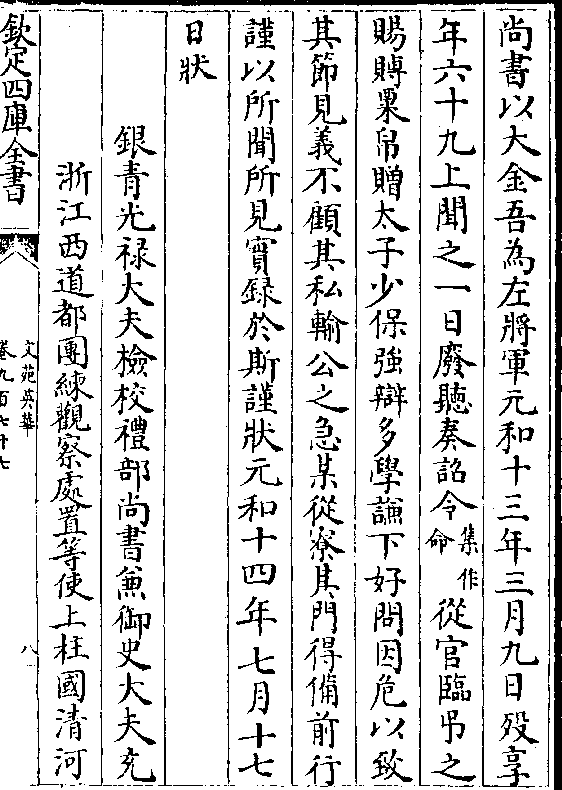 尚書以大金吾為左將軍元和十三年三月九日殁享
年六十九上聞之一日廢聽奏詔令集作命從官臨弔之
賜賻粟帛贈太子少保強辯多學謙下好問因危以致
其節見義不顧其私輸公之急某從寮其門得備前行
謹以所聞所見實録於斯謹狀元和十四年七月十七
日狀
銀青光禄大夫檢校禮部尚書兼御史大夫充
浙江西道都團練觀察處置等使上柱國清河
欽定四庫全書
文苑英華
卷九百七十七
八